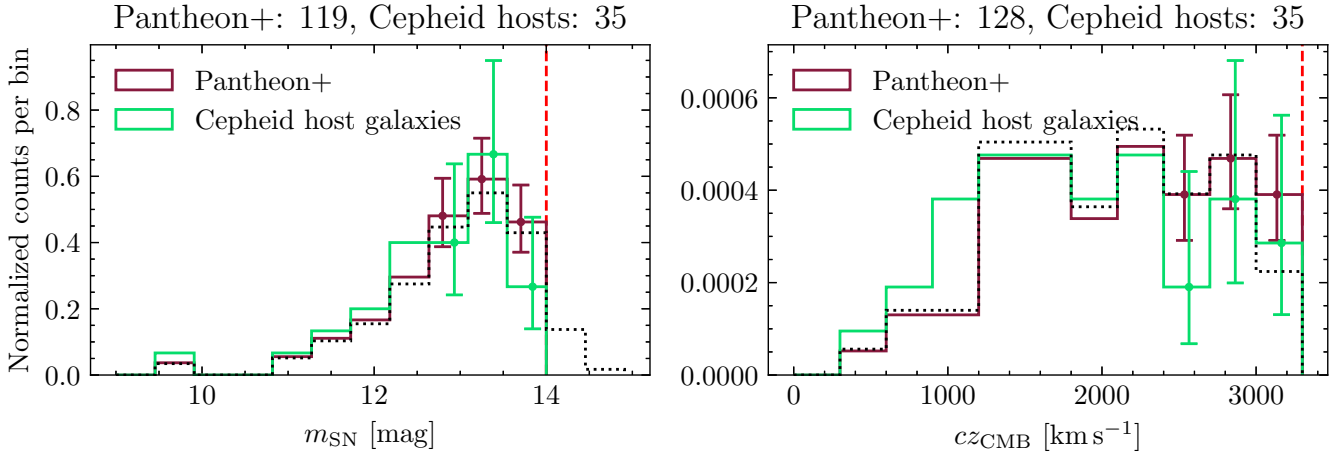 Pantheon+: 119, Cepheid hosts: 35
Normalized counts per bin
0.8
0.6
0.4
0.2
0.0
Pantheon+
Cepheid host galaxies
10
12
14
m_SN [mag]
Pantheon+: 128, Cepheid hosts: 35
0.0006
0.0004
0.0002
0.0000
Pantheon+
Cepheid host galaxies
0
1000
2000
3000
cz_CMB [km s⁻¹]